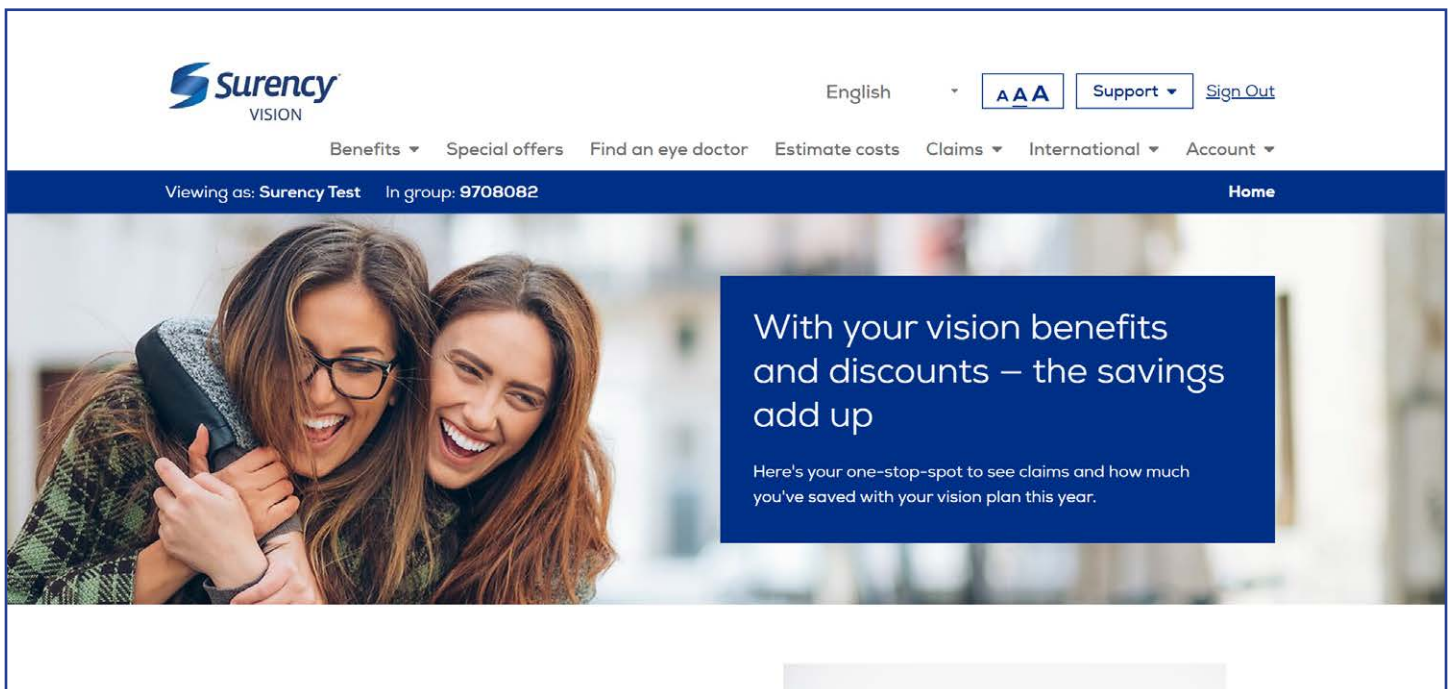 Surency
VISION
English AAA Support Sign Out
Benefits Special offers Find an eye doctor Estimate costs Claims International Account
Viewing as: Surency Test In group: 9708082 Home
With your vision benefits
and discounts – the savings
add up
Here's your one-stop-spot to see claims and how much
you've saved with your vision plan this year.